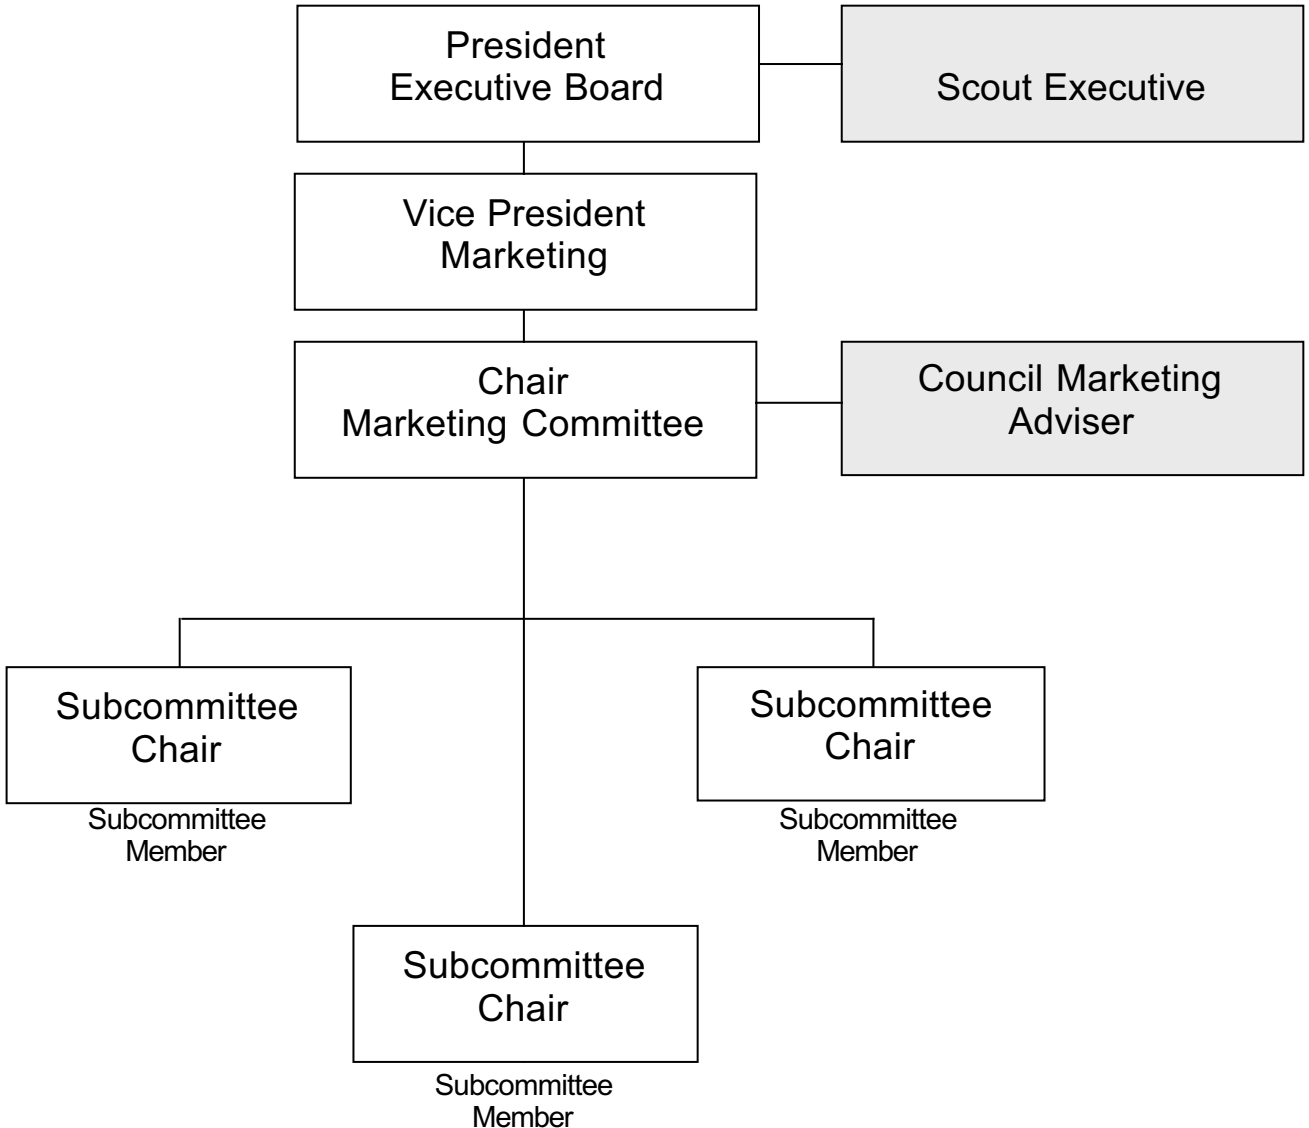 President
Executive Board
Scout Executive
Vice President
Marketing
Chair
Marketing Committee
Council Marketing
Adviser
Subcommittee
Chair
Subcommittee
Member
Subcommittee
Chair
Subcommittee
Member
Subcommittee
Chair
Subcommittee
Member